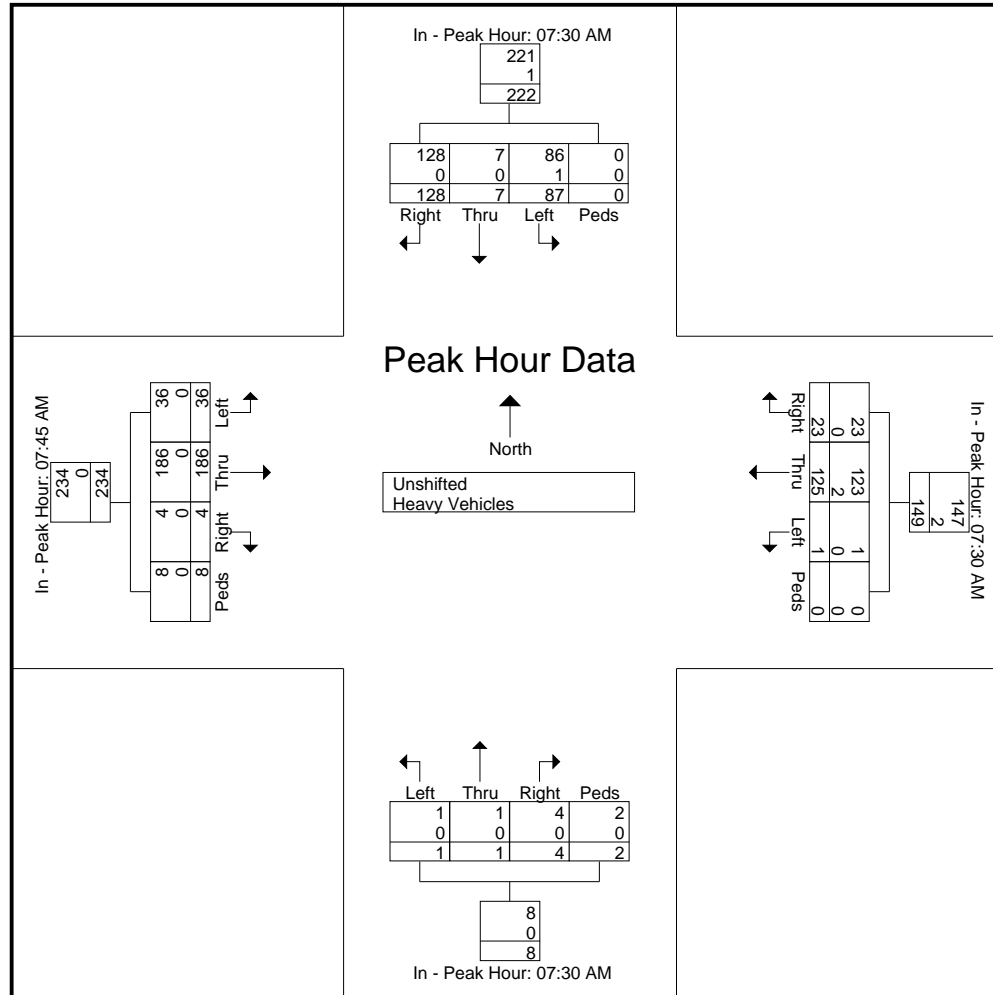 In - Peak Hour: 07:30 AM
221
1
222
128 7 86 0
0 0 1 0
128 7 87 0
Right Thru Left Peds
Peak Hour Data
North
Unshifted
Heavy Vehicles
In - Peak Hour: 07:45 AM
234
0
234
Left Thru Right Peds
36 186 4 8
0 0 0 0
36 186 4 8
In - Peak Hour: 07:30 AM
147
2
149
23 123 1 0
0 2 0 0
23 125 1 0
Right Thru Left Peds
Left Thru Right Peds
1 1 4 2
0 0 0 0
1 1 4 2
8
0
8
In - Peak Hour: 07:30 AM